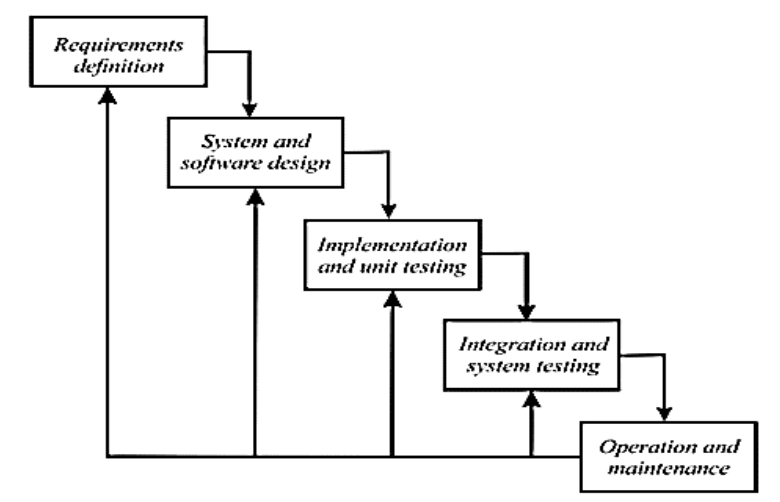 Requirements
definition
System and
software design
Implementation
and unit testing
Integration and
system testing
Operation and
maintenance